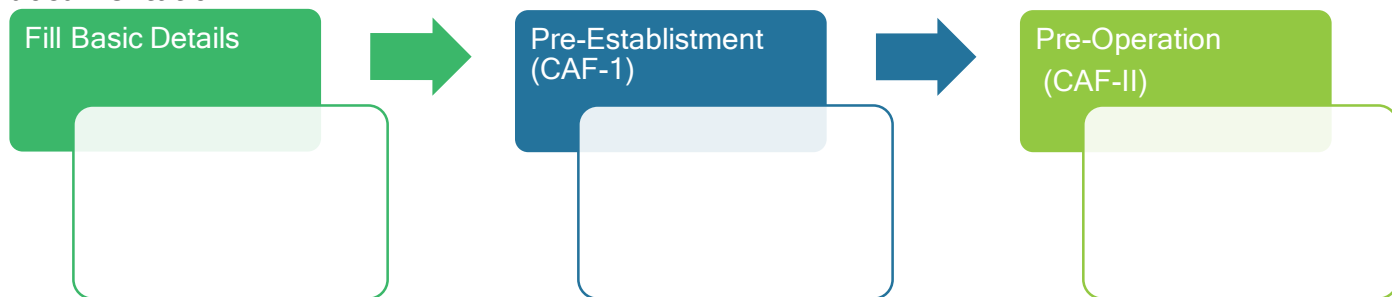 Fill Basic Details
Pre-Establistment
(CAF-1)
Pre-Operation
(CAF-II)